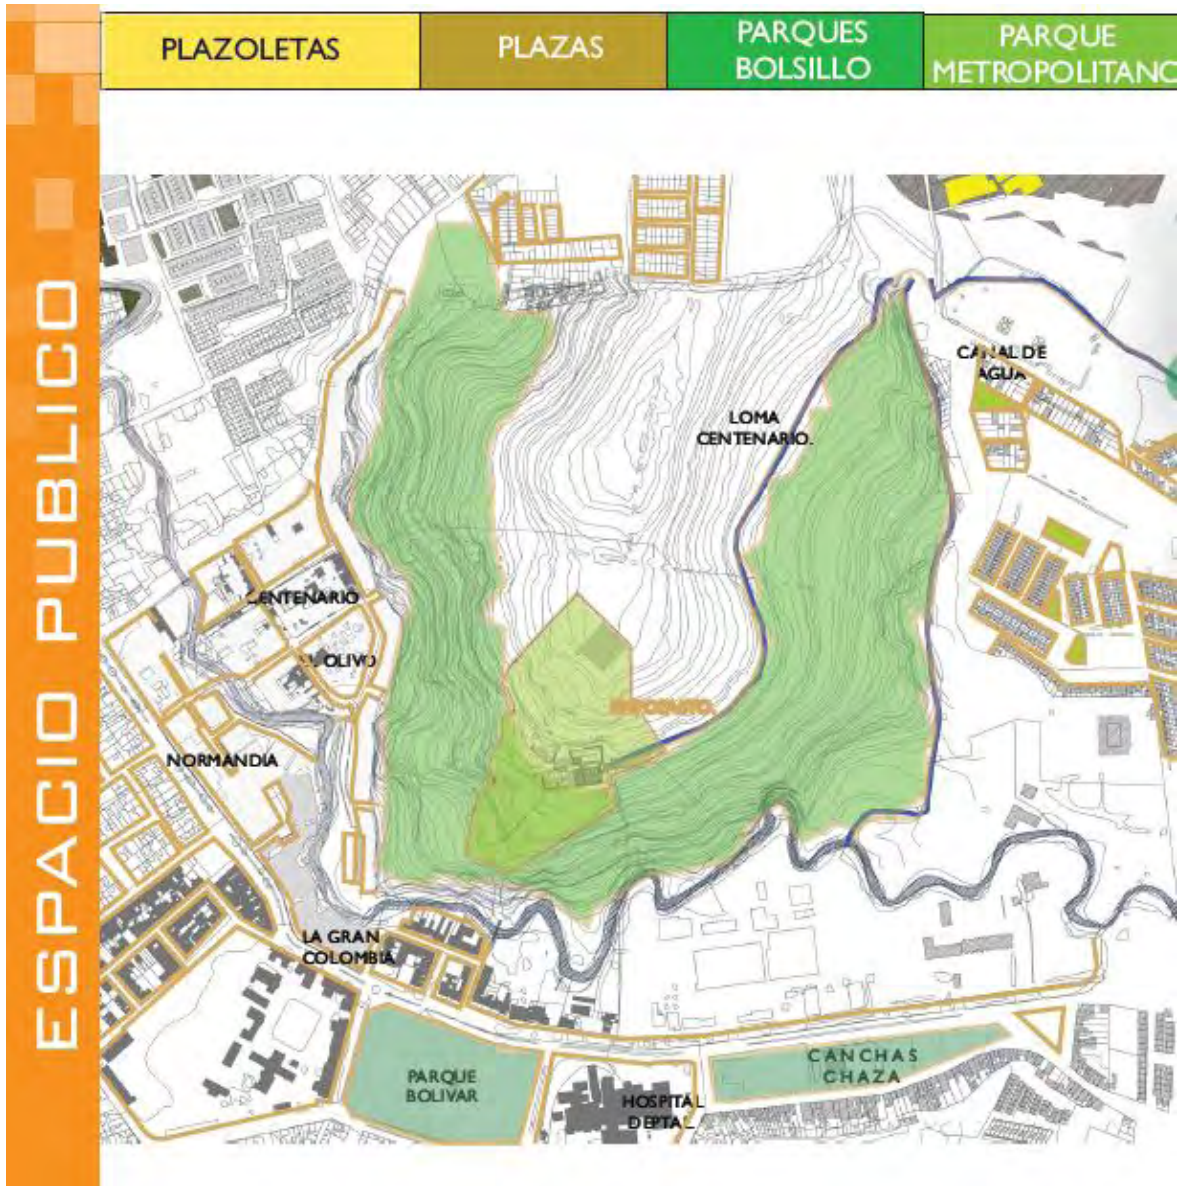 ESPACIO PUBLICO
PLAZOLETAS
PLAZAS
PARQUES
BOLSILLO
PARQUE
METROPOLITANO
CANAL DE
AGUA
LOMA
CENTENARIO.
CENTENARIO
OLIVO
NORMANDIA
LA GRAN
COLOMBIA
PARQUE
BOLIVAR
CANCHAS
CHAZA
HOSPITAL
DEPTAL.